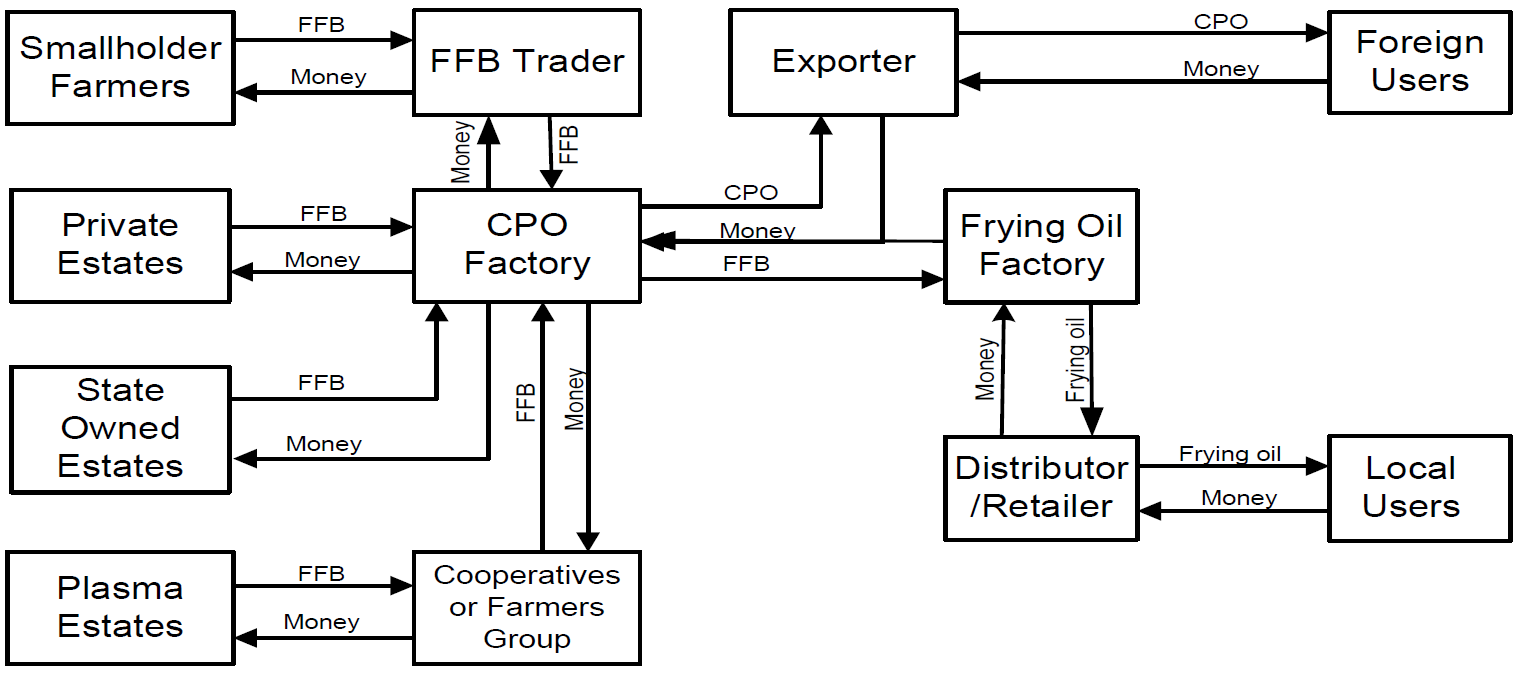 Smallholder
Farmers
FFB
Money
FFB Trader
Exporter
CPO
Money
Foreign
Users
Money
FFB
Private
Estates
FFB
Money
CPO
Factory
CPO
Money
FFB
Frying Oil
Factory
State
Owned
Estates
FFB
Money
FFB
Money
Money
Frying oil
Distributor
/Retailer
Frying oil
Money
Local
Users
Plasma
Estates
FFB
Money
Cooperatives
or Farmers
Group